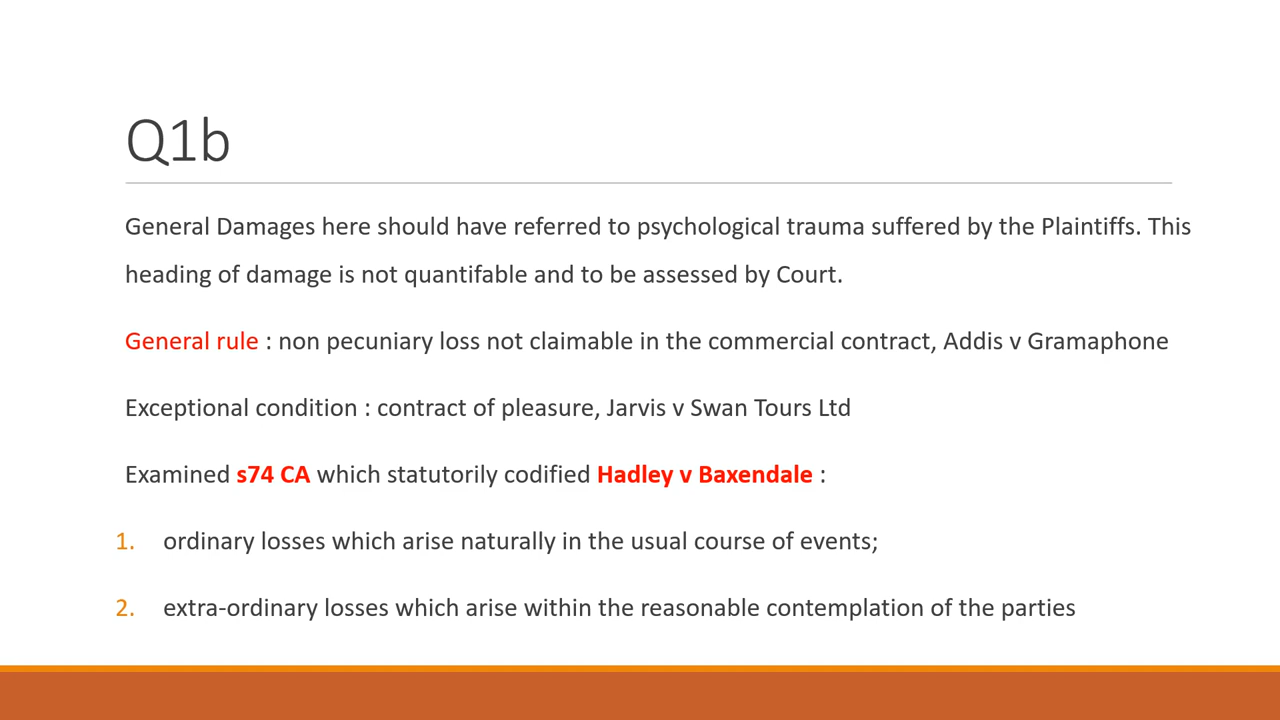 Q1b
General Damages here should have referred to psychological trauma suffered by the Plaintiffs. This
heading of damage is not quantifable and to be assessed by Court.
General rule : non pecuniary loss not claimable in the commercial contract, Addis v Gramaphone
Exceptional condition : contract of pleasure, Jarvis v Swan Tours Ltd
Examined s74 CA which statutorily codified Hadley v Baxendale :
1. ordinary losses which arise naturally in the usual course of events;
2. extra-ordinary losses which arise within the reasonable contemplation of the parties